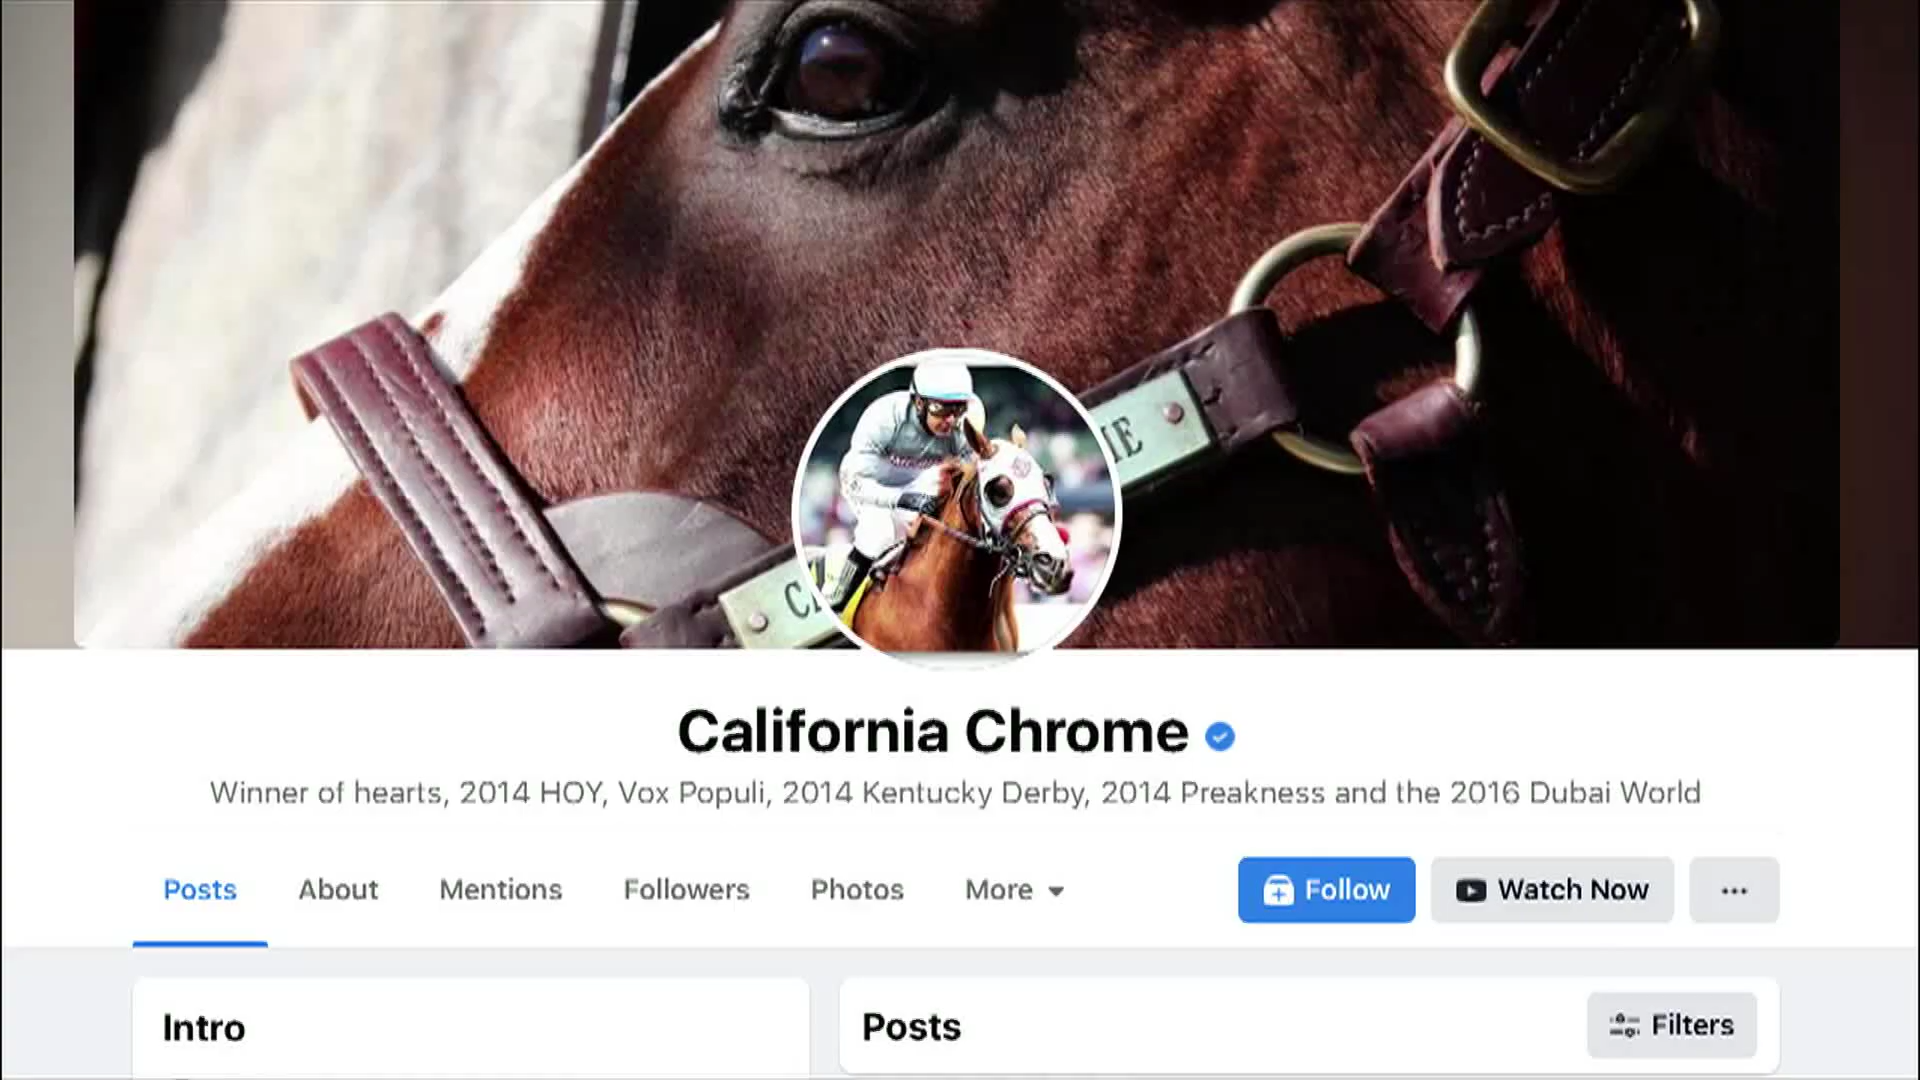 IE
C
California Chrome
Winner of hearts, 2014 HOY, Vox Populi, 2014 Kentucky Derby, 2014 Preakness and the 2016 Dubai World
Posts
About
Mentions
Followers
Photos
More
Follow
Watch Now
Intro
Posts
Filters